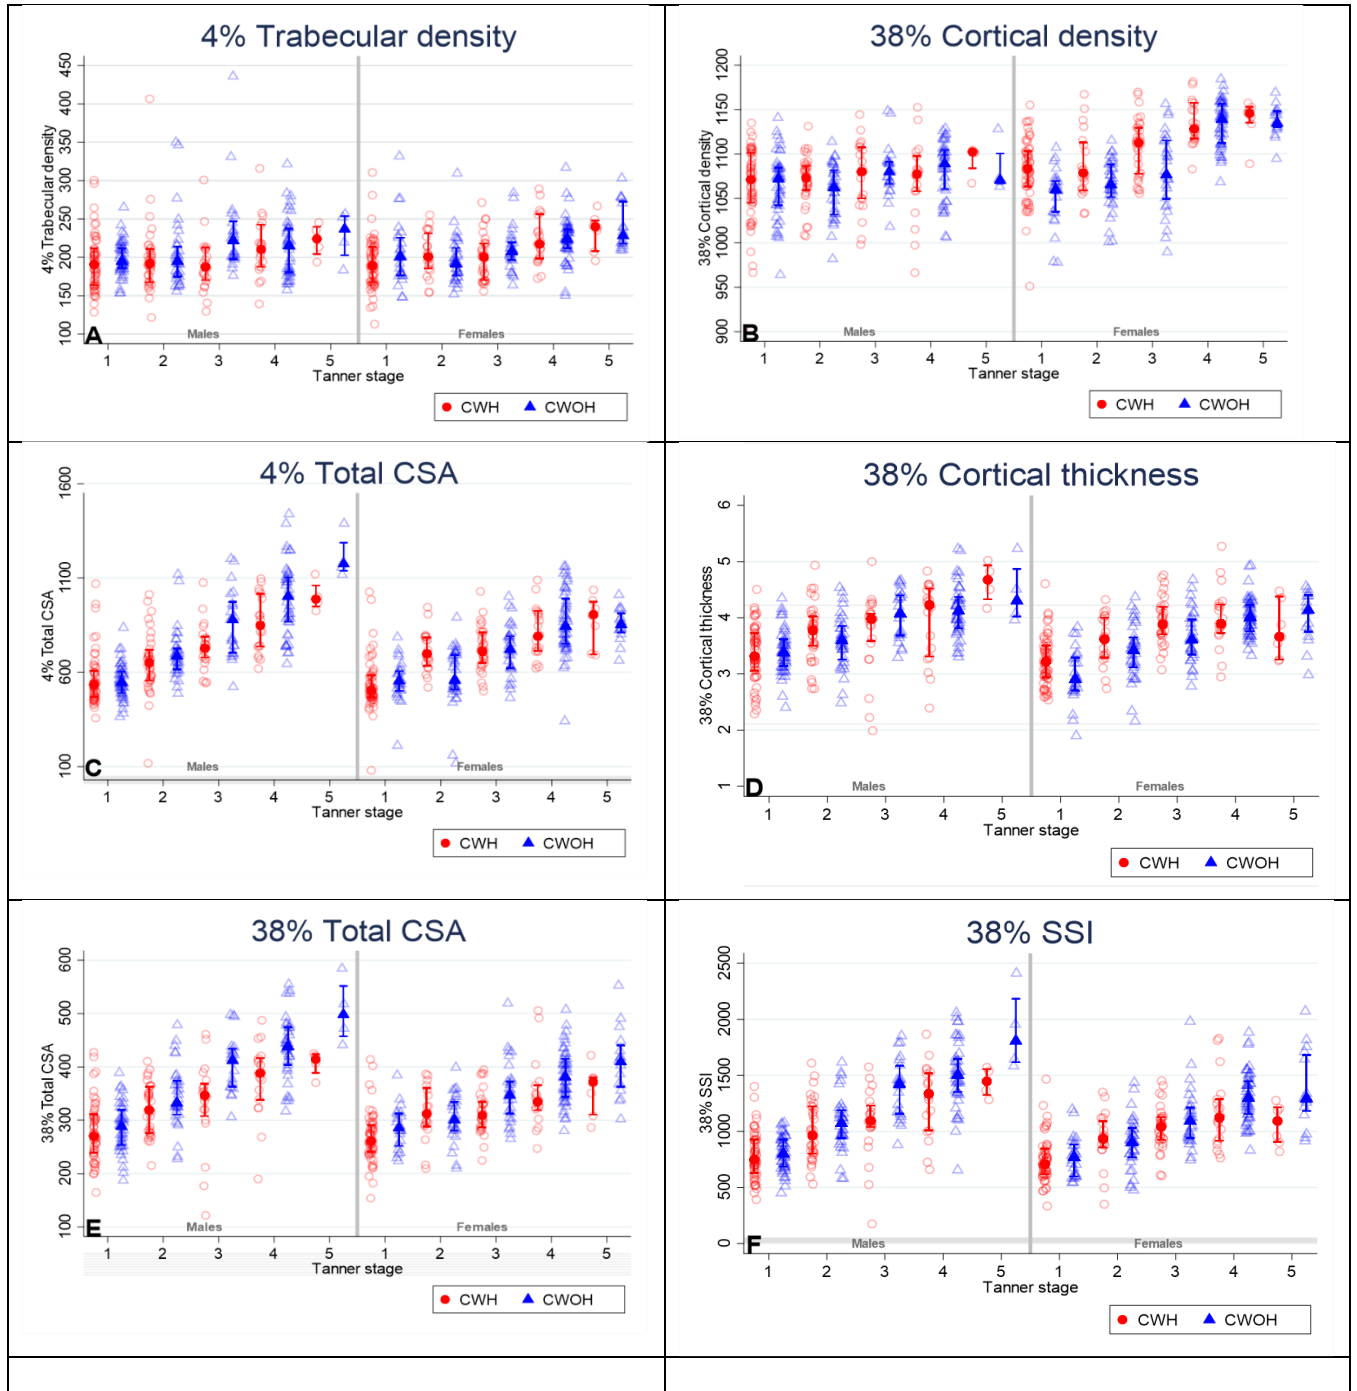 4% Trabecular density
4% Trabecular density
450
400
350
300
250
200
150
100
A
Males
Females
1 2 3 4 5 1 2 3 4 5
Tanner stage
CWH CWOH
38% Cortical density
38% Cortical density
1200
1150
1100
1050
1000
950
900
B
Males
Females
1 2 3 4 5 1 2 3 4 5
Tanner stage
CWH CWOH
4% Total CSA
4% Total CSA
1600
1100
600
100
C
Males
Females
1 2 3 4 5 1 2 3 4 5
Tanner stage
CWH CWOH
38% Cortical thickness
38% Cortical thickness
6
5
4
3
2
1
D
Males
Females
1 2 3 4 5 1 2 3 4 5
Tanner stage
CWH CWOH
38% Total CSA
38% Total CSA
600
500
400
300
200
100
E
Males
Females
1 2 3 4 5 1 2 3 4 5
Tanner stage
CWH CWOH
38% SSI
38% SSI
2500
2000
1500
1000
500
0
F
Males
Females
1 2 3 4 5 1 2 3 4 5
Tanner stage
CWH CWOH